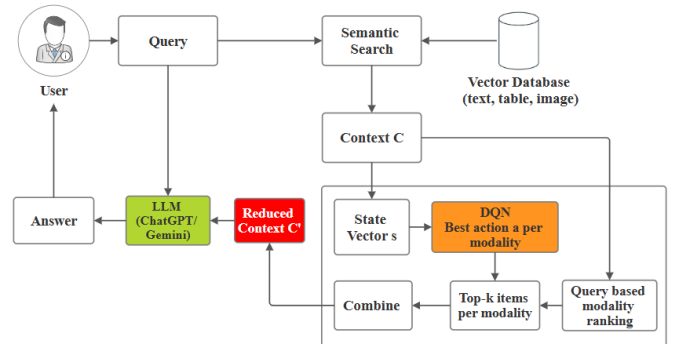 User
Query
Semantic
Search
Vector Database
(text, table, image)
Context C
Answer
LLM
(ChatGPT/
Gemini)
Reduced
Context C'
State
Vector s
DQN
Best action a per
modality
Combine
Top-k items
per modality
Query based
modality
ranking